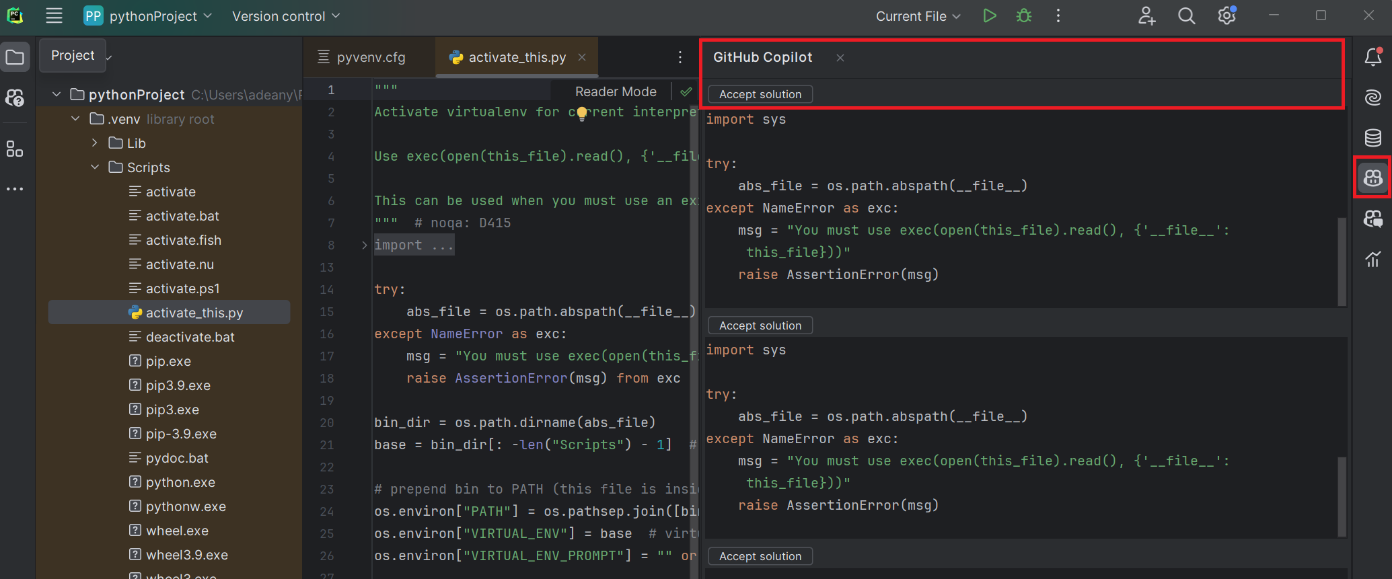 PP pythonProject Version control Current File
Project
pythonProject C:\Users\adeany\
.venv library root
Lib
Scripts
activate
activate.bat
activate.fish
activate.nu
activate.ps1
activate_this.py
deactivate.bat
pip.exe
pip3.9.exe
pip3.exe
pip-3.9.exe
pydoc.bat
python.exe
pythonw.exe
wheel.exe
wheel3.9.exe
wheel3.exe
pyvenv.cfg activate_this.py
Reader Mode
1 """
2 Activate virtualenv for current interpre
3
4 Use exec(open(this_file).read(), {'__file
5
6 This can be used when you must use an ex
7 """ # noqa: D415
8 import ...
13
14 try:
15 abs_file = os.path.abspath(__file__)
16 except NameError as exc:
17 msg = "You must use exec(open(this_fi
18 raise AssertionError(msg) from exc
19
20 bin_dir = os.path.dirname(abs_file)
21 base = bin_dir[: -len("Scripts") - 1] #
22
23 # prepend bin to PATH (this file is insi
24 os.environ["PATH"] = os.pathsep.join([bin
25 os.environ["VIRTUAL_ENV"] = base # virt
26 os.environ["VIRTUAL_ENV_PROMPT"] = "" or
27
GitHub Copilot
Accept solution
import sys
try:
abs_file = os.path.abspath(__file__)
except NameError as exc:
msg = "You must use exec(open(this_file).read(), {'__file__':
this_file}))"
raise AssertionError(msg)
Accept solution
import sys
try:
abs_file = os.path.abspath(__file__)
except NameError as exc:
msg = "You must use exec(open(this_file).read(), {'__file__':
this_file}))"
raise AssertionError(msg)
Accept solution